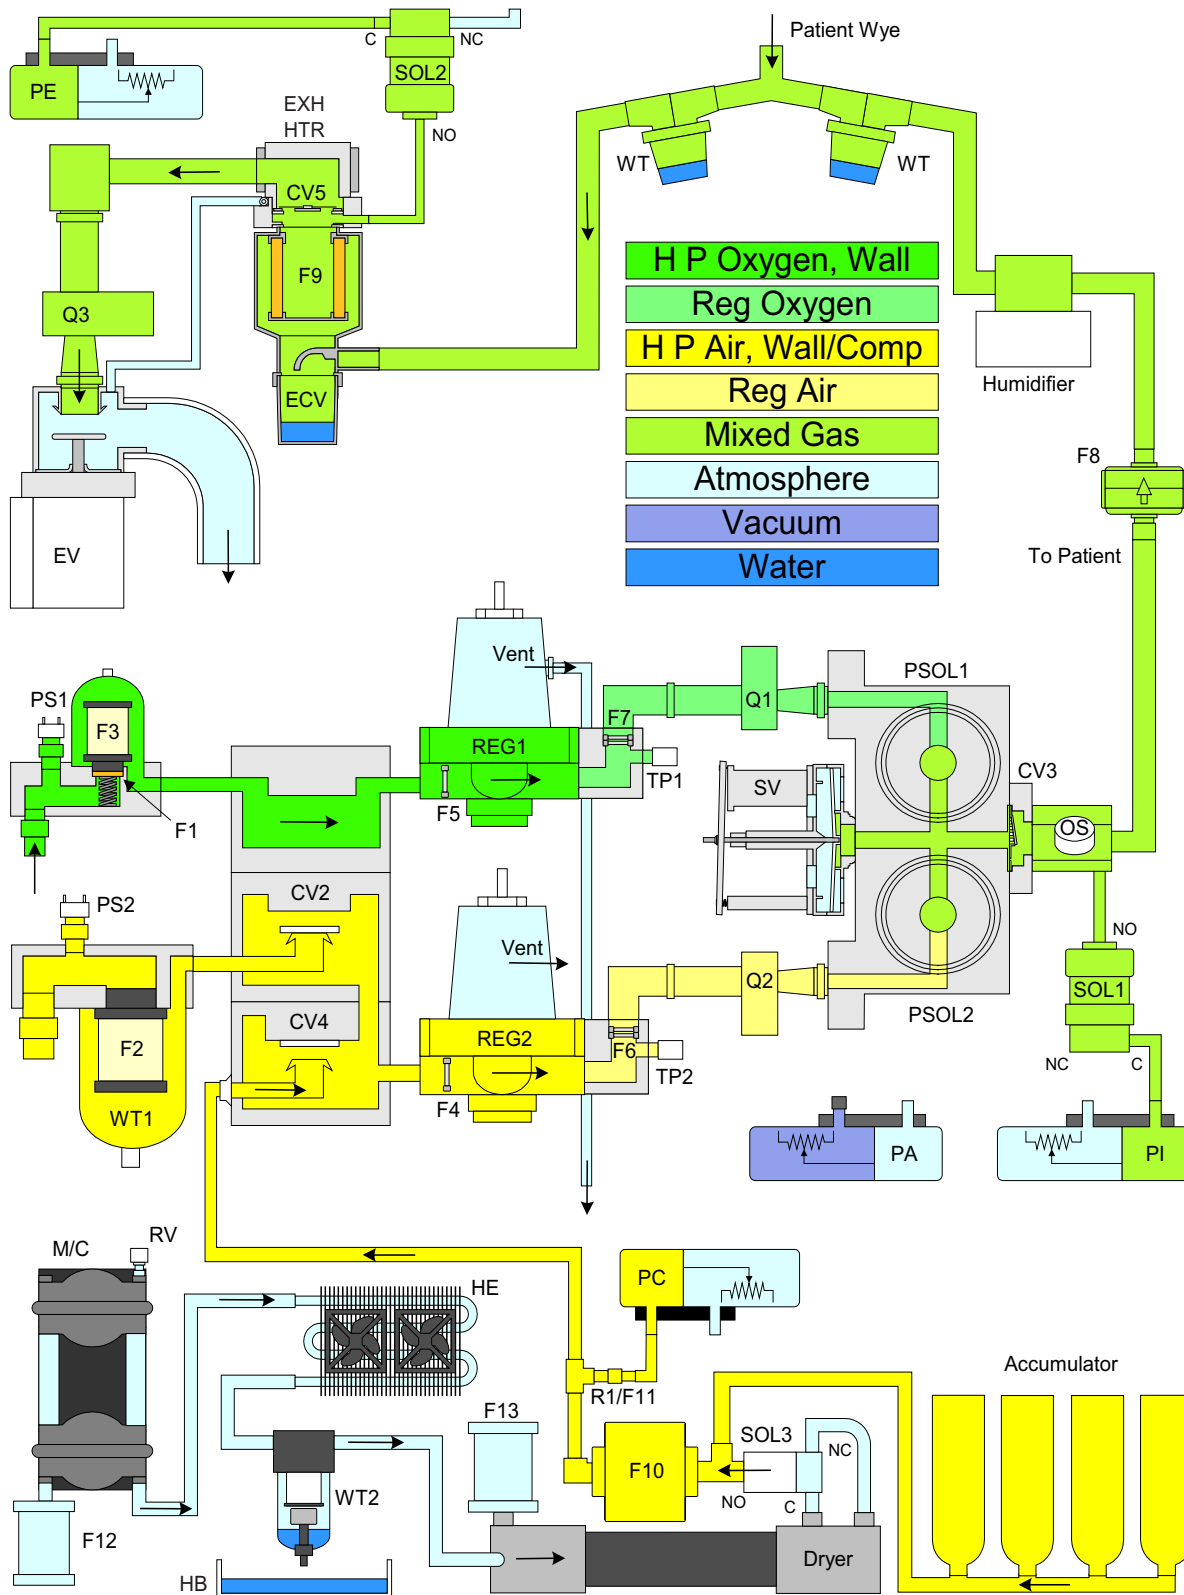 Patient Wye
C
NC
PE
SOL2
EXH
HTR
NO
WT
WT
CV5
H P Oxygen, Wall
F9
Reg Oxygen
Q3
H P Air, Wall/Comp
Reg Air
Humidifier
ECV
Mixed Gas
F8
Atmosphere
Vacuum
EV
To Patient
Water
Vent
PSOL1
PS1
Q1
F3
F7
REG1
TP1
CV3
SV
F1
F5
OS
CV2
PS2
NO
Vent
Q2
SOL1
PSOL2
CV4
REG2
F2
F6
NC
C
TP2
F4
WT1
PA
PI
RV
M/C
PC
HE
Accumulator
R1/F11
F13
SOL3
NC
F10
WT2
NO
C
F12
Dryer
HB